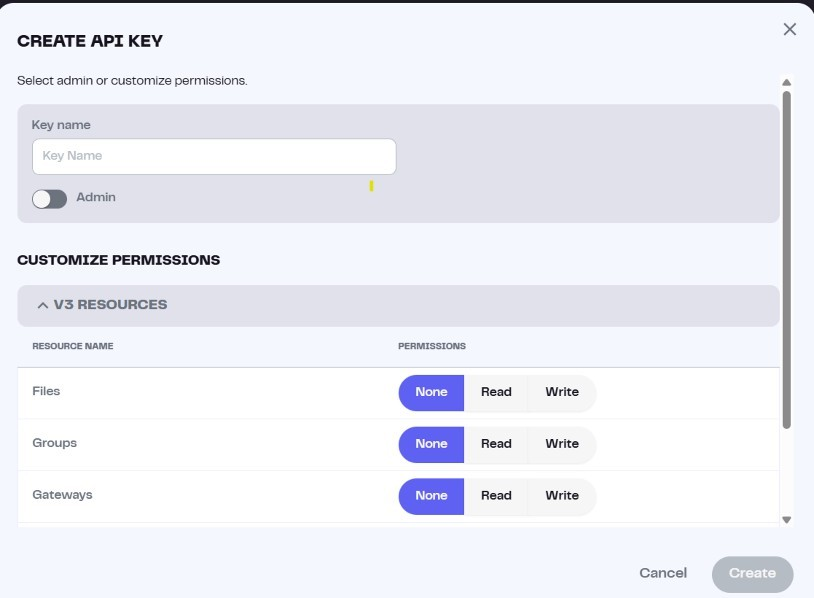 CREATE API KEY
Select admin or customize permissions.
Key name
Key Name
Admin
CUSTOMIZE PERMISSIONS
V3 RESOURCES
RESOURCE NAME PERMISSIONS
Files None Read Write
Groups None Read Write
Gateways None Read Write
Cancel Create